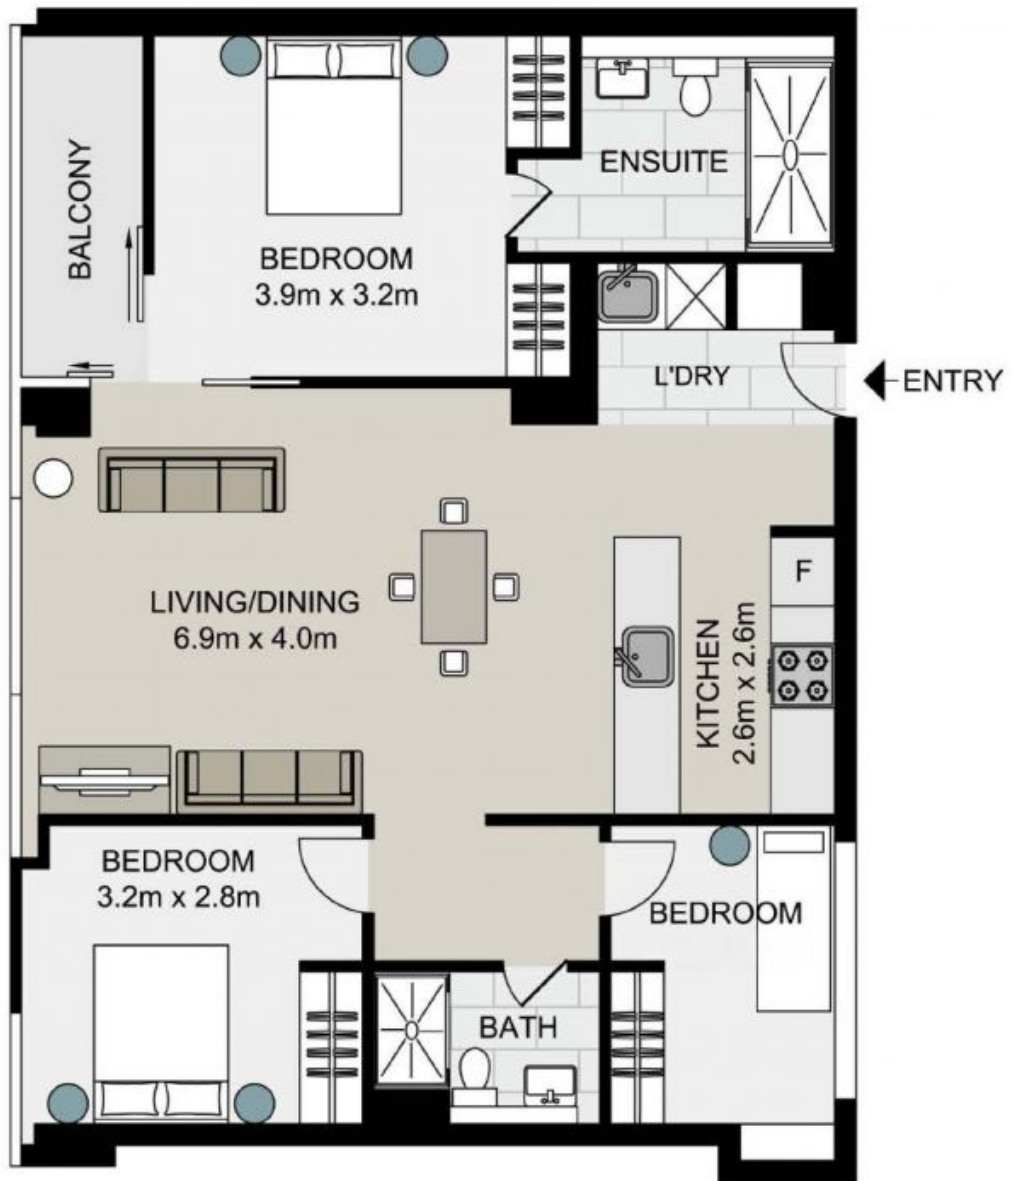 BALCONY
BEDROOM
3.9m x 3.2m
ENSUITE
L'DRY
ENTRY
LIVING/DINING
6.9m x 4.0m
F
KITCHEN
2.6m x 2.6m
BEDROOM
3.2m x 2.8m
BEDROOM
BATH